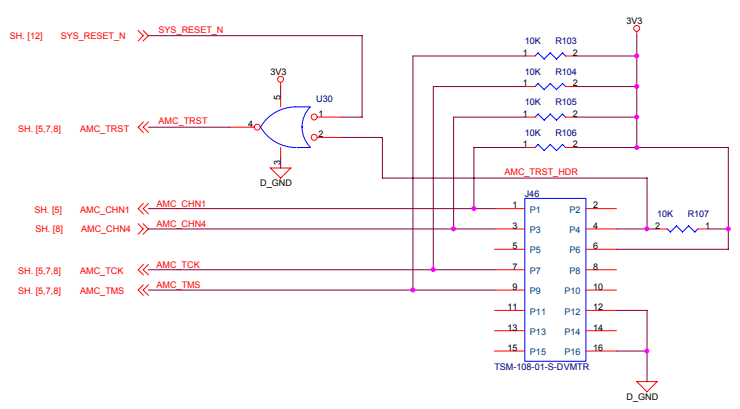 3V3
SH. [12] SYS_RESET_N SYS_RESET_N
10K R103
1 2
10K R104
1 2
3V3
5
U30
1
10K R105
1 2
SH. [5,7,8] AMC_TRST AMC_TRST
4
2
10K R106
1 2
3
D_GND
AMC_TRST_HDR
J46
SH. [5] AMC_CHN1 AMC_CHN1
1 P1 P2 2
10K R107
SH. [8] AMC_CHN4 AMC_CHN4
3 P3 P4 4
2 1
5 P5 P6 6
SH. [5,7,8] AMC_TCK AMC_TCK
7 P7 P8 8
SH. [5,7,8] AMC_TMS AMC_TMS
9 P9 P10 10
11 P11 P12 12
13 P13 P14 14
15 P15 P16 16
TSM-108-01-S-DVMTR
D_GND